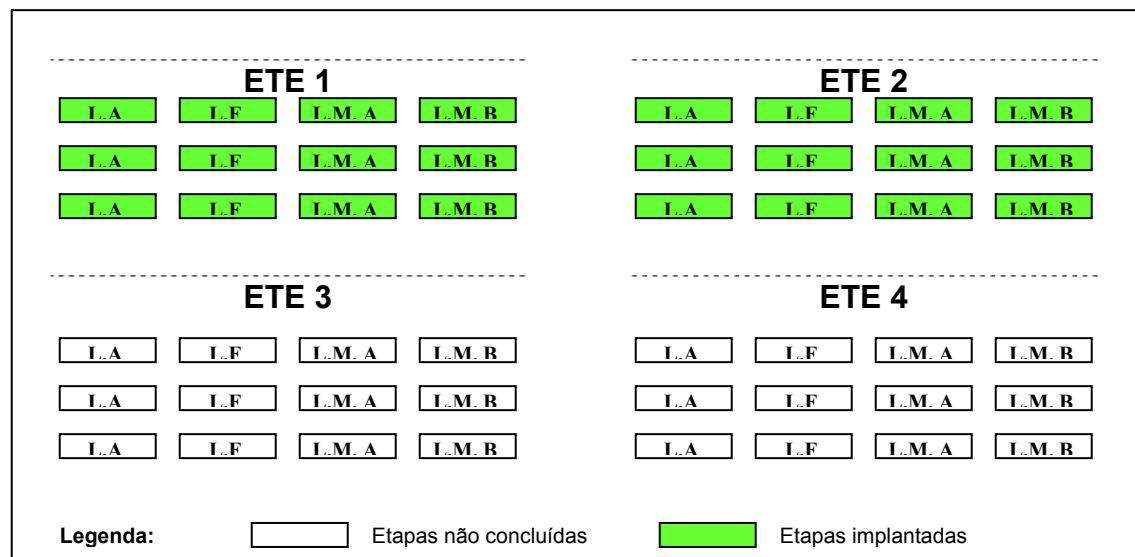 ETE 1 ETE 2
L.A L.F L.M. A L.M. B L.A L.F L.M. A L.M. B
L.A L.F L.M. A L.M. B L.A L.F L.M. A L.M. B
L.A L.F L.M. A L.M. B L.A L.F L.M. A L.M. B
ETE 3 ETE 4
L.A L.F L.M. A L.M. B L.A L.F L.M. A L.M. B
L.A L.F L.M. A L.M. B L.A L.F L.M. A L.M. B
L.A L.F L.M. A L.M. B L.A L.F L.M. A L.M. B
Legenda: Etapas não concluídas Etapas implantadas